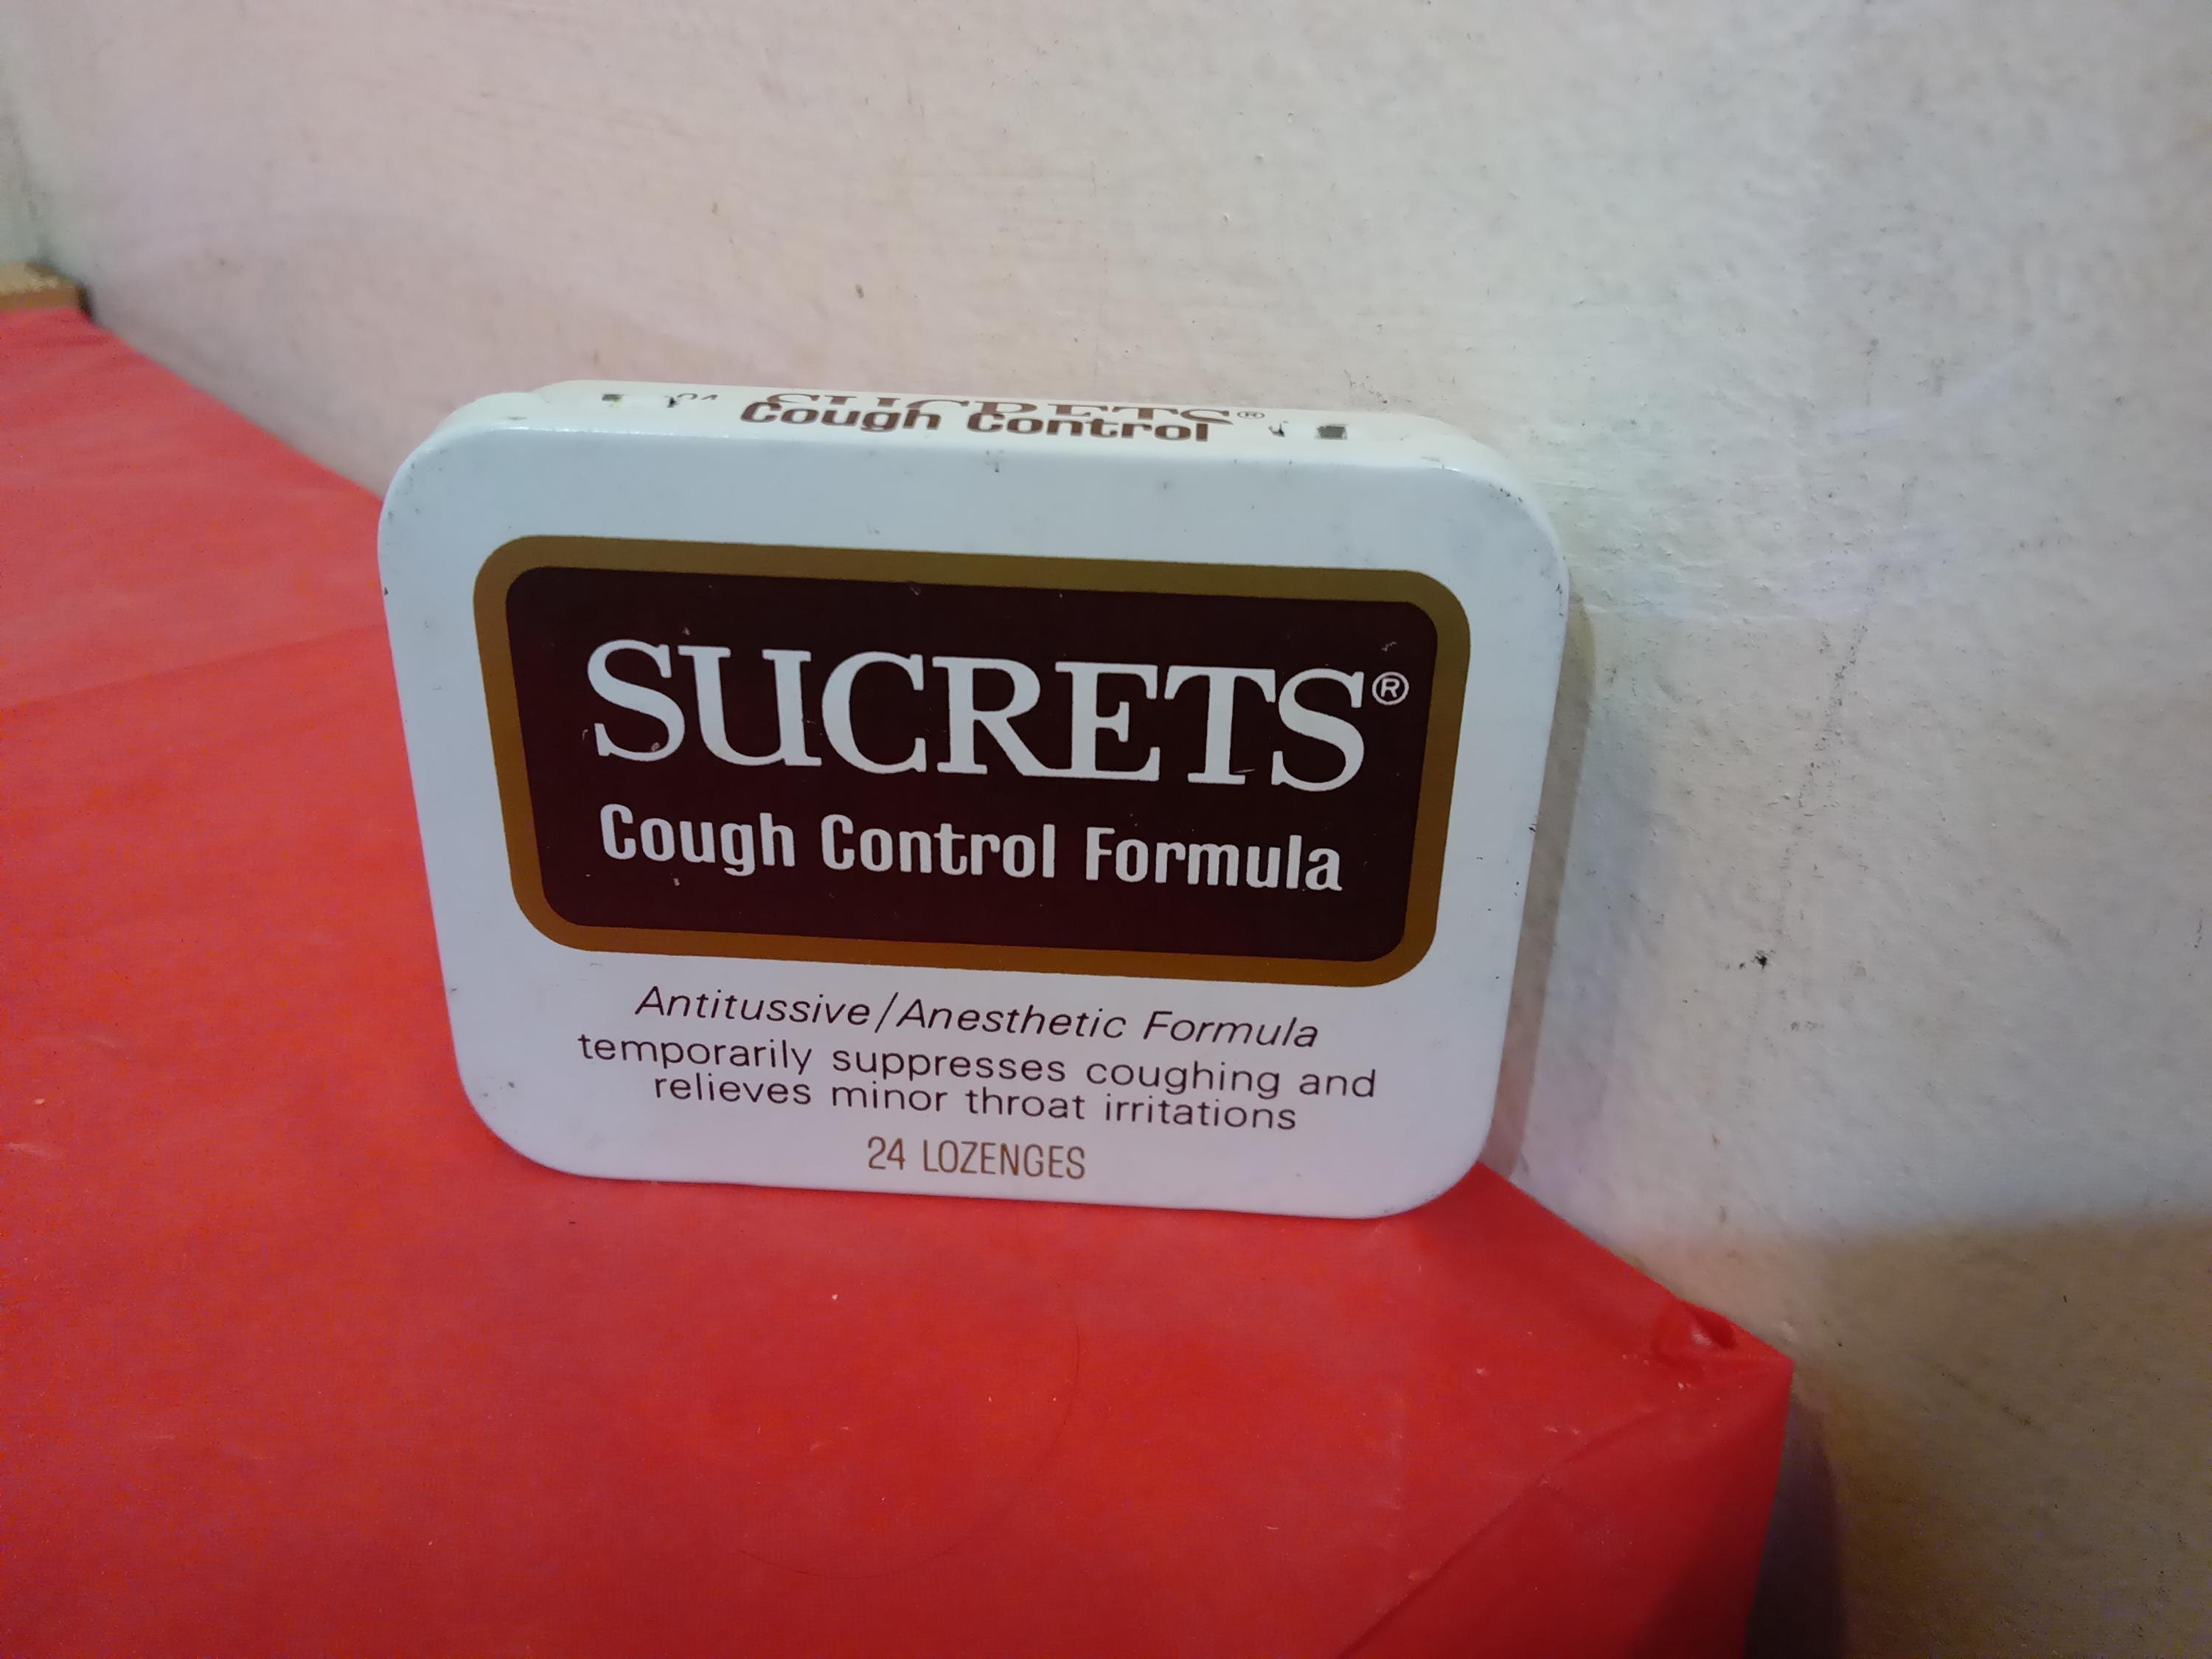 SUCRETS®
Cough Control
SUCRETS®
Cough Control Formula
Antitussive/Anesthetic Formula
temporarily suppresses coughing and
relieves minor throat irritations
24 LOZENGES